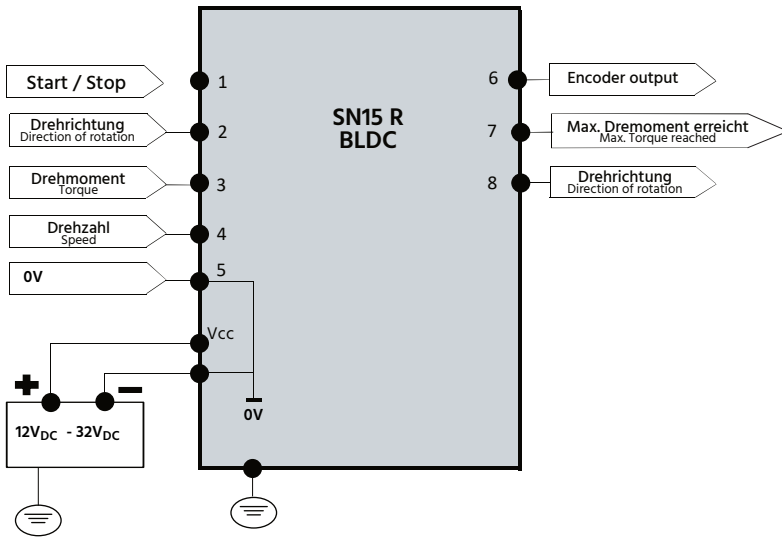 Start / Stop
1
Drehrichtung
Direction of rotation
2
Drehmoment
Torque
3
Drehzahl
Speed
4
0V
5
Vcc
SN15 R
BLDC
6
Encoder output
7
Max. Dremoment erreicht
Max. Torque reached
8
Drehrichtung
Direction of rotation
+
−
12VDC - 32VDC
0V